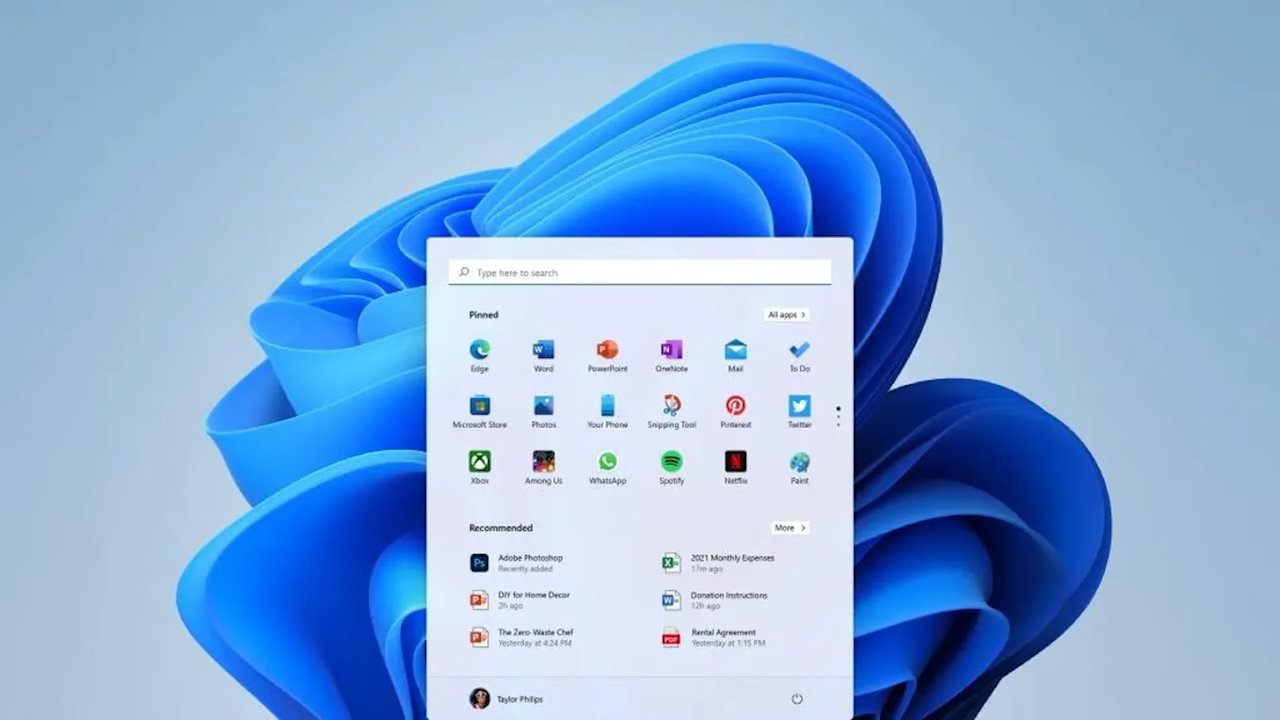 Type here to search
Pinned
All apps
Edge
Word
PowerPoint
OneNote
Mail
To Do
Microsoft Store
Photos
Your Phone
Snipping Tool
Pinterest
Twitter
Xbox
Among Us
WhatsApp
Spotify
Netflix
Paint
Recommended
More
Adobe Photoshop
Recently added
2021 Monthly Expenses
17m ago
DIY for Home Decor
2h ago
Donation Instructions
12h ago
The Zero-Waste Chef
Yesterday at 4:24 PM
Rental Agreement
Yesterday at 1:15 PM
Taylor Philips